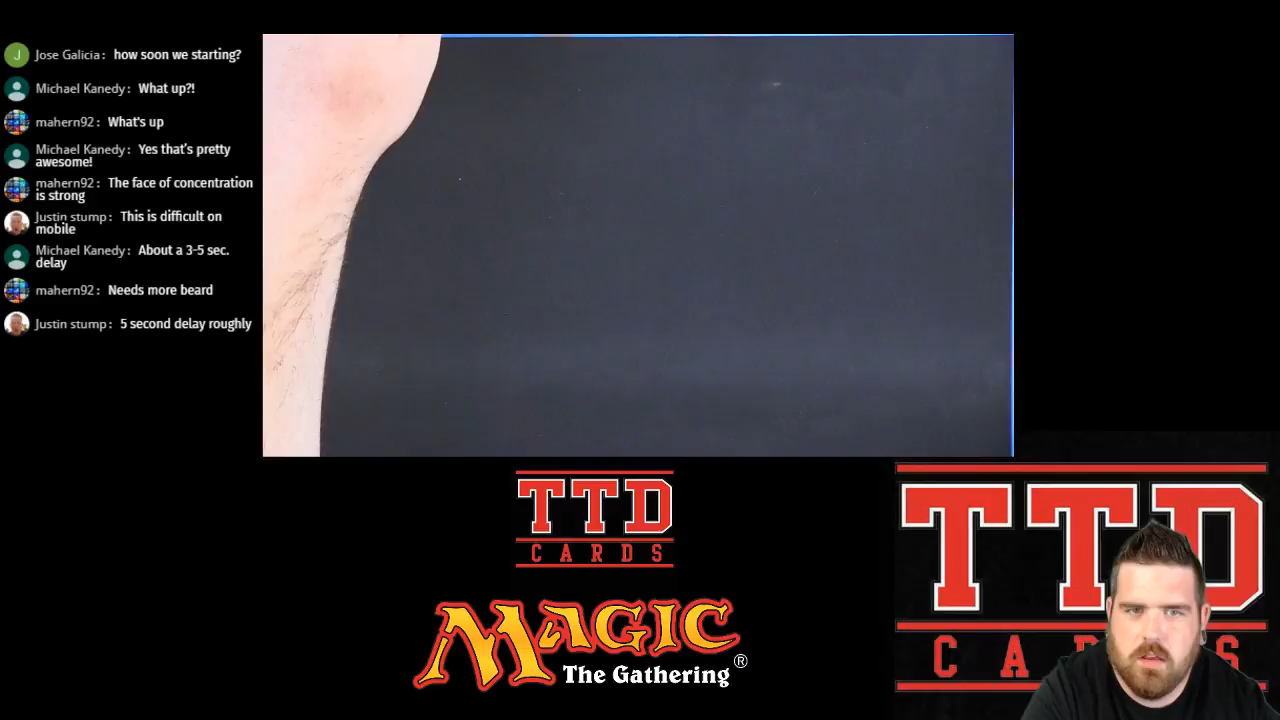 J
Jose Galicia: how soon we starting?
Michael Kanedy: What up?!
mahern92: What's up
Michael Kanedy: Yes that's pretty
awesome!
mahern92: The face of concentration
is strong
Justin stump: This is difficult on
mobile
Michael Kanedy: About a 3-5 sec.
delay
mahern92: Needs more beard
Justin stump: 5 second delay roughly
TTD
CARDS
MAGIC
The Gathering®
TTD
CARDS